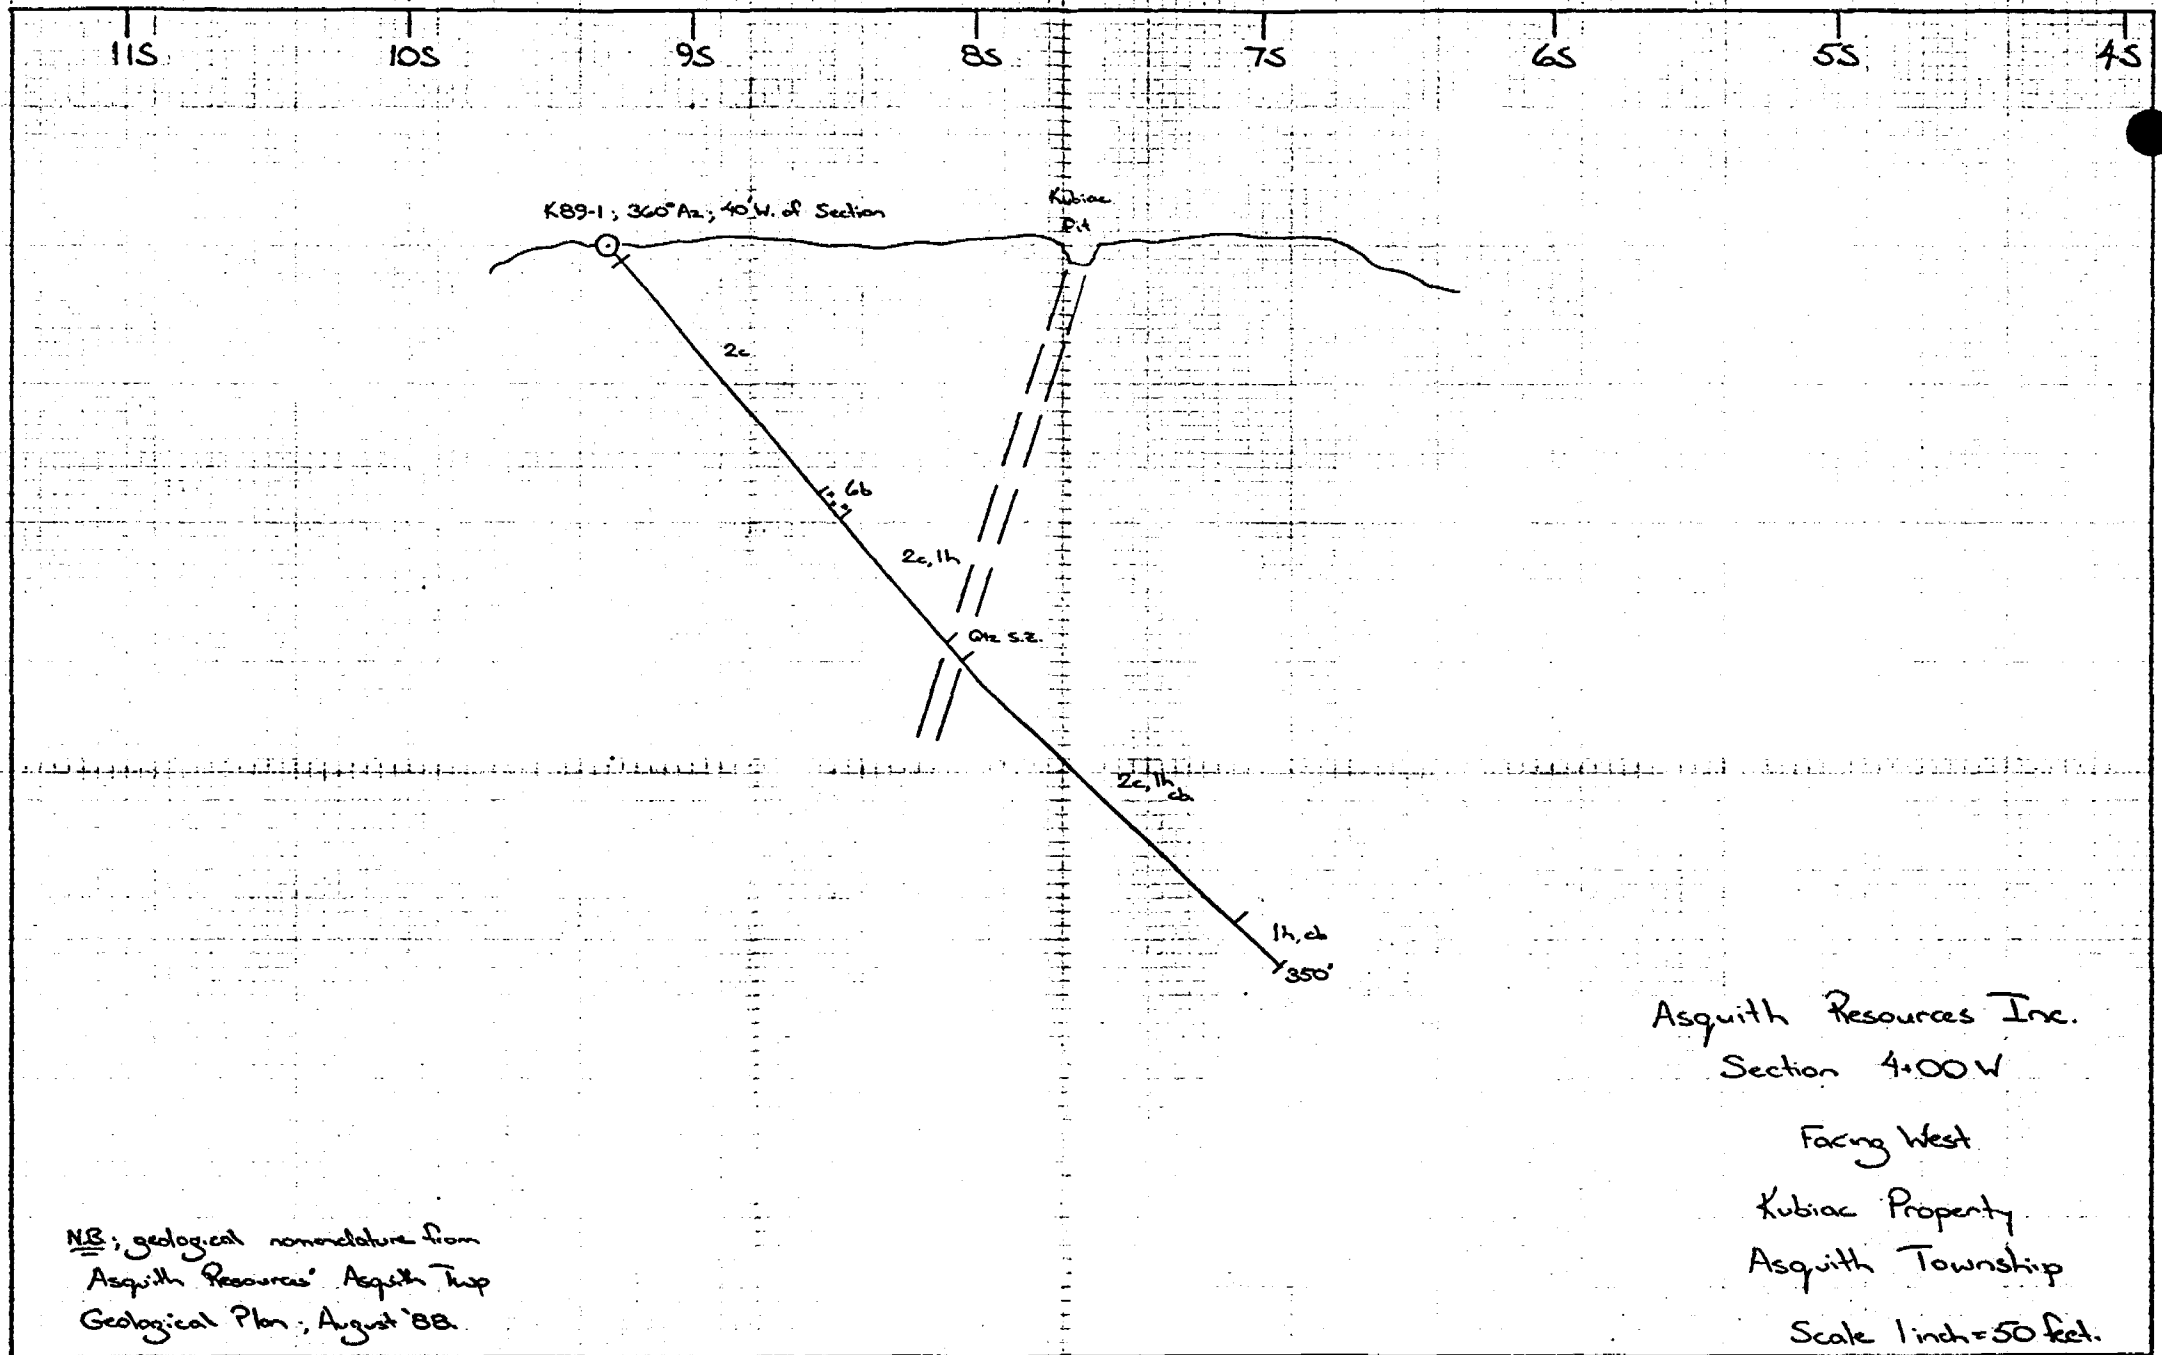 11S 10S 9S 8S 7S 6S 5S 4S
K89-1; 360° Az; 40' W. of Section
Kubiac
Pit
2c
6b
2c, 1h
Qtz s.z.
2c, 1h,
cb
1h, cb
350'
Asquith Resources Inc.
Section 4+00 W
Facing West
Kubiac Property
Asquith Township
Scale 1 inch = 50 feet.
N.B.; geological nomenclature from
Asquith Resources' Asquith Twp
Geological Plan; August '88.